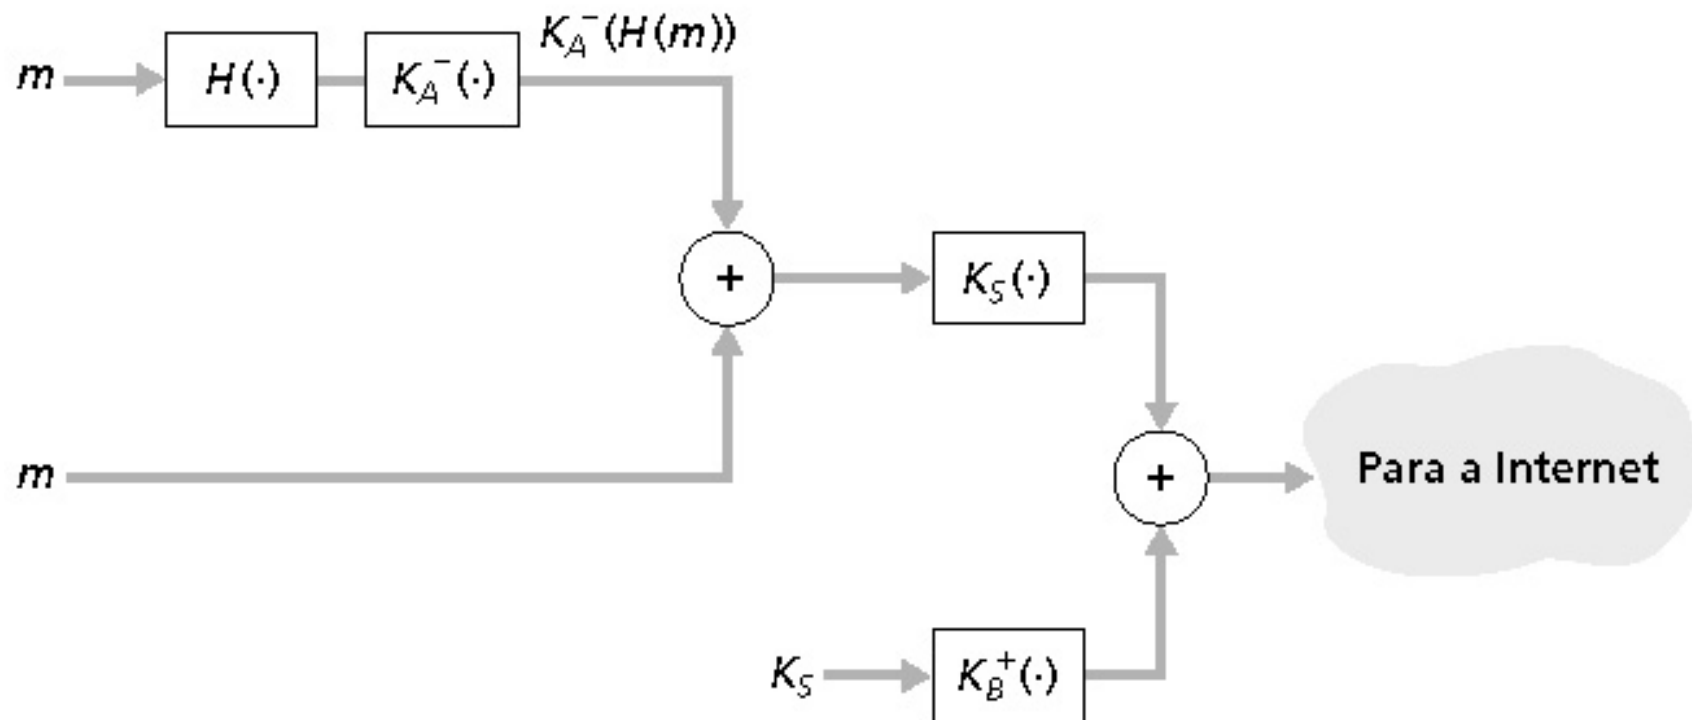 K_A^-(H(m))
m H(·) K_A^-(·)
+ K_S(·)
m + Para a Internet
K_S K_B^+(·)